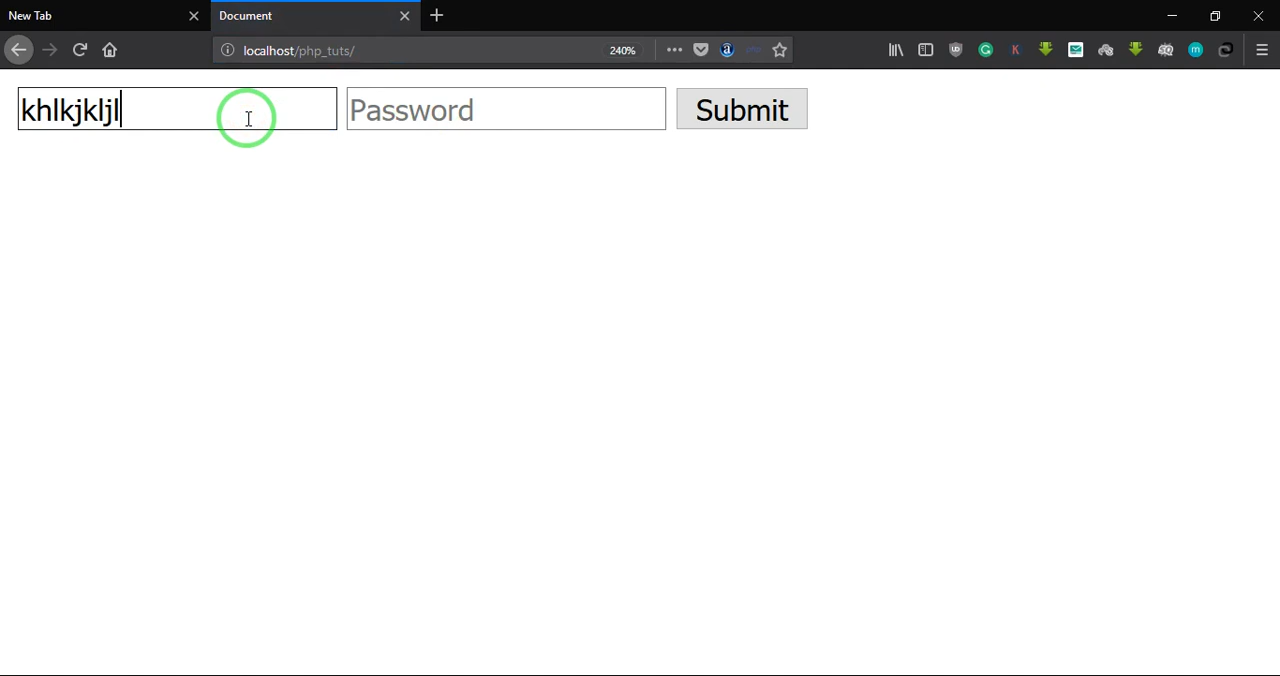 New Tab
Document
localhost/php_tuts/
240%
khlkjkljl
Password
Submit